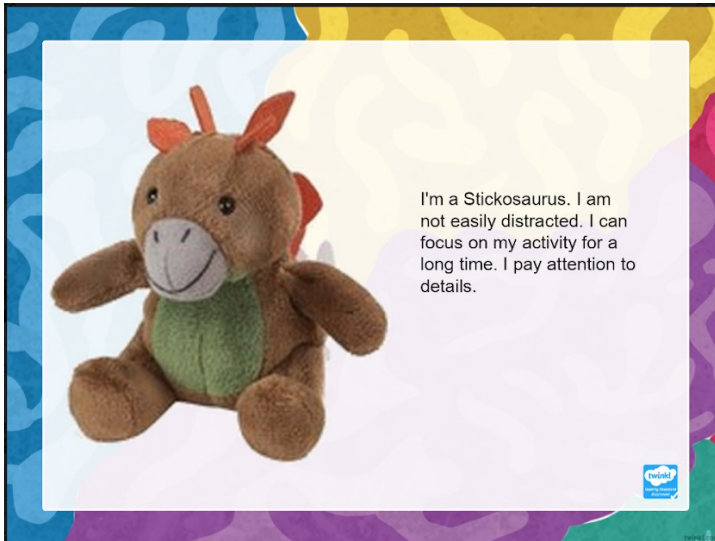 I'm a Stickosaurus. I am
not easily distracted. I can
focus on my activity for a
long time. I pay attention to
details.
twinkl